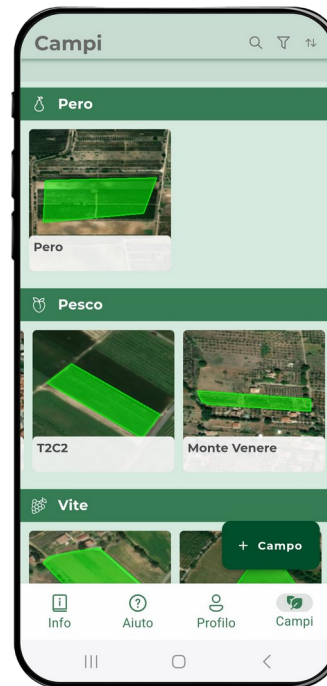 Campi
Pero
Pero
Pesco
T2C2
Monte Venere
Vite
+ Campo
Info
Aiuto
Profilo
Campi